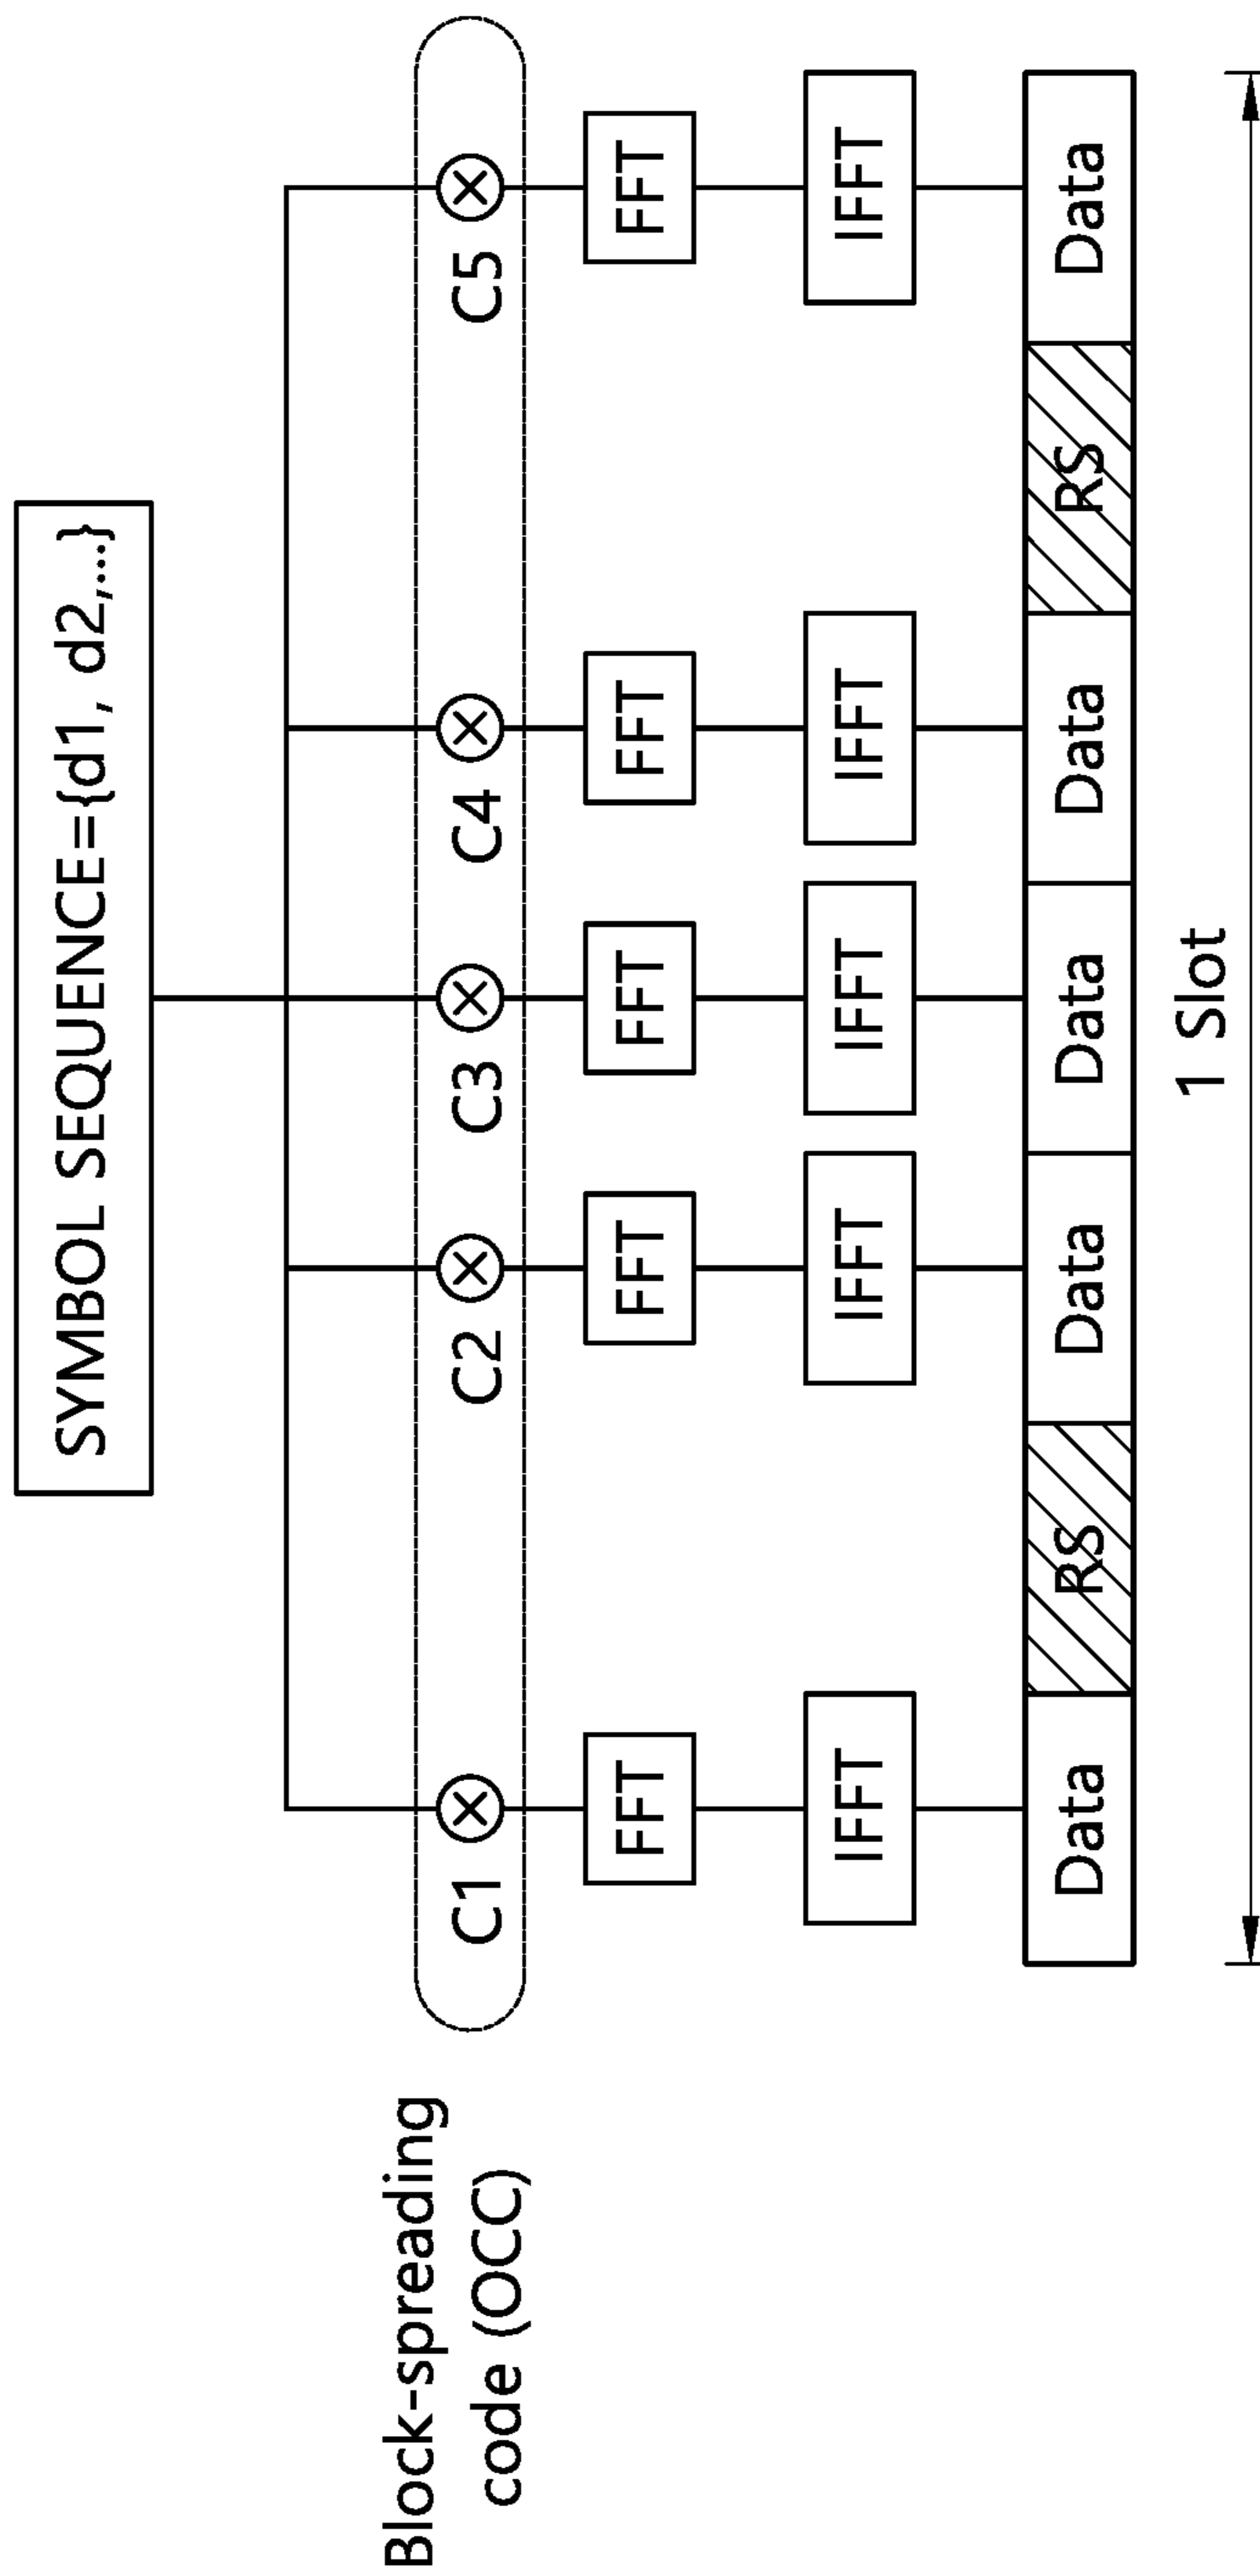 SYMBOL SEQUENCE={d1, d2,...}
Block-spreading
code (OCC)
C1
C2
C3
C4
C5
FFT
FFT
FFT
FFT
FFT
IFFT
IFFT
IFFT
IFFT
IFFT
Data
RS
Data
Data
Data
RS
Data
1 Slot